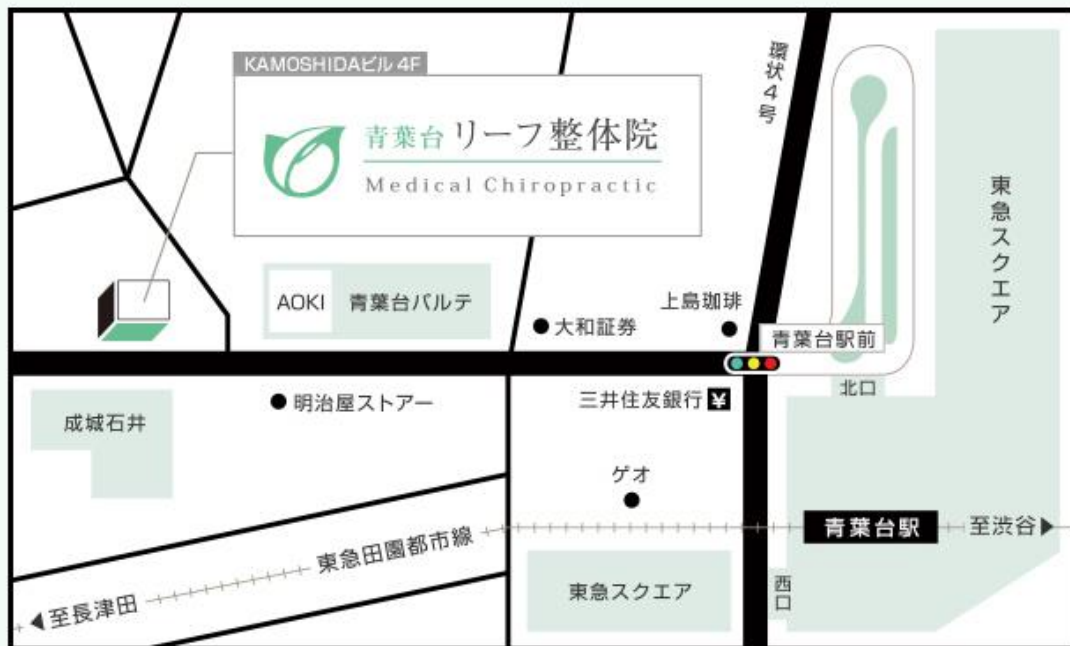 KAMOSHIDAビル 4F
青葉台 リーフ整体院
Medical Chiropractic
環状4号
東急スクエア
AOKI
青葉台バルテ
大和証券
上島珈琲
青葉台駅前
北口
成城石井
明治屋ストアー
三井住友銀行 ¥
ゲオ
青葉台駅
至渋谷▶
東急田園都市線
◀至長津田
東急スクエア
西口